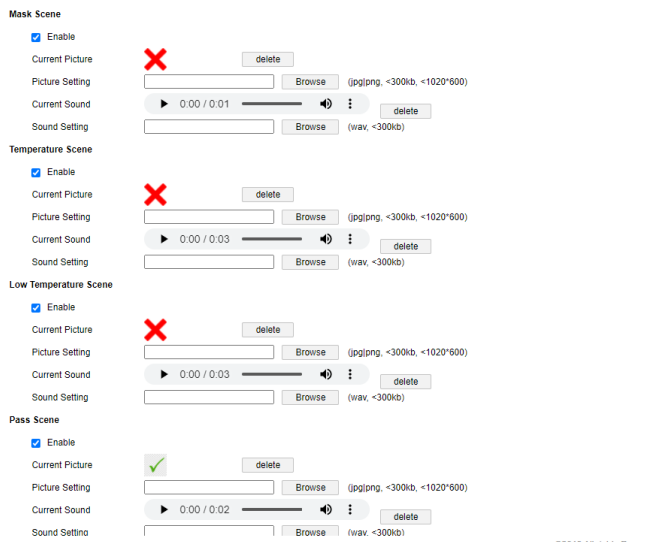 Mask Scene
Enable
Current Picture delete
Picture Setting Browse (jpg|png, <300kb, <1020*600)
Current Sound 0:00 / 0:01 delete
Sound Setting Browse (wav, <300kb)
Temperature Scene
Enable
Current Picture delete
Picture Setting Browse (jpg|png, <300kb, <1020*600)
Current Sound 0:00 / 0:03 delete
Sound Setting Browse (wav, <300kb)
Low Temperature Scene
Enable
Current Picture delete
Picture Setting Browse (jpg|png, <300kb, <1020*600)
Current Sound 0:00 / 0:03 delete
Sound Setting Browse (wav, <300kb)
Pass Scene
Enable
Current Picture delete
Picture Setting Browse (jpg|png, <300kb, <1020*600)
Current Sound 0:00 / 0:02 delete
Sound Setting Browse (wav, <300kb)